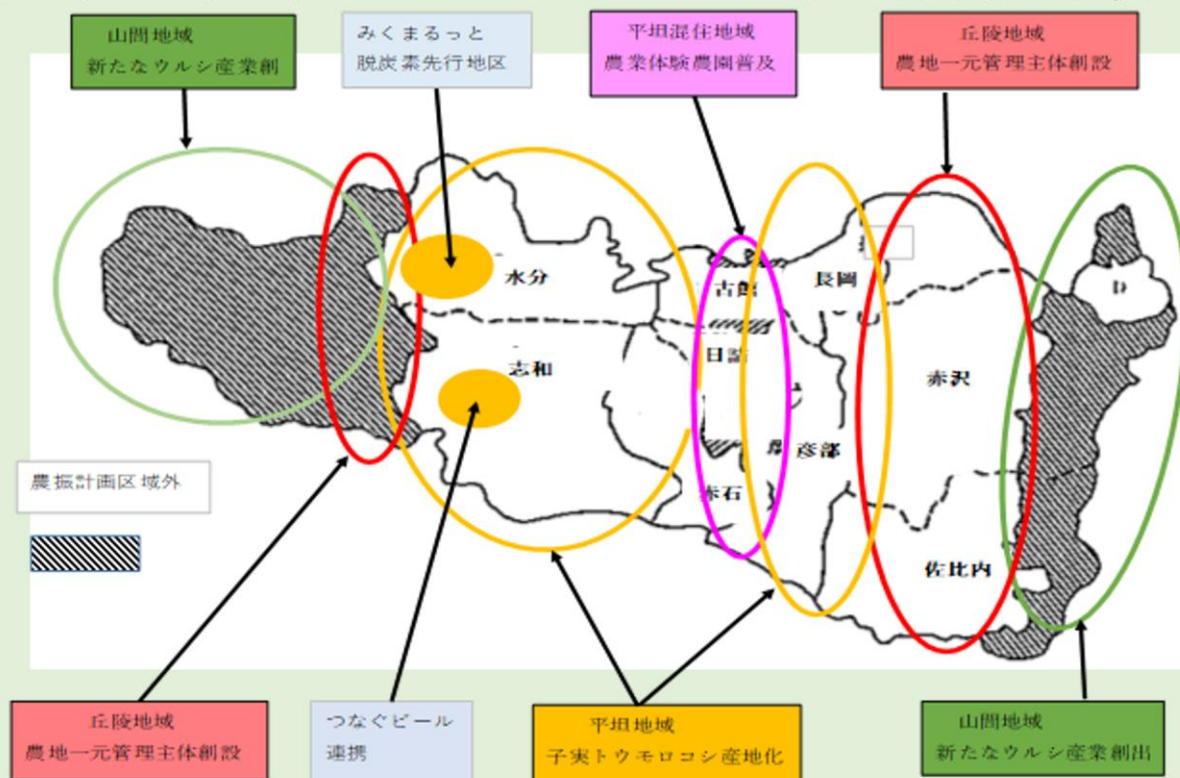 山間地域
新たなウルシ産業創
みくまるっと
脱炭素先行地区
平坦混住地域
農業体験農園普及
丘陵地域
農地一元管理主体創設
水分
古館
長岡
日詰
志和
赤沢
彦部
赤石
佐比内
農振計画区域外
丘陵地域
農地一元管理主体創設
つなぐビール
連携
平坦地域
子実トウモロコシ産地化
山間地域
新たなウルシ産業創出